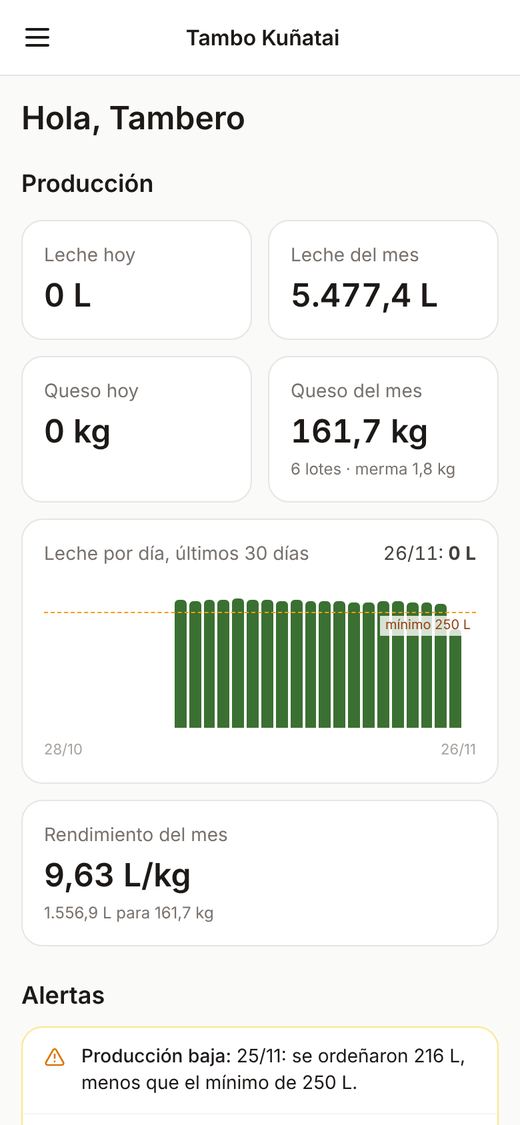 Tambo Kuñatai
Hola, Tambero
Producción
Leche hoy
0 L
Leche del mes
5.477,4 L
Queso hoy
0 kg
Queso del mes
161,7 kg
6 lotes · merma 1,8 kg
Leche por día, últimos 30 días
26/11: 0 L
mínimo 250 L
28/10
26/11
Rendimiento del mes
9,63 L/kg
1.556,9 L para 161,7 kg
Alertas
Producción baja: 25/11: se ordeñaron 216 L,
menos que el mínimo de 250 L.